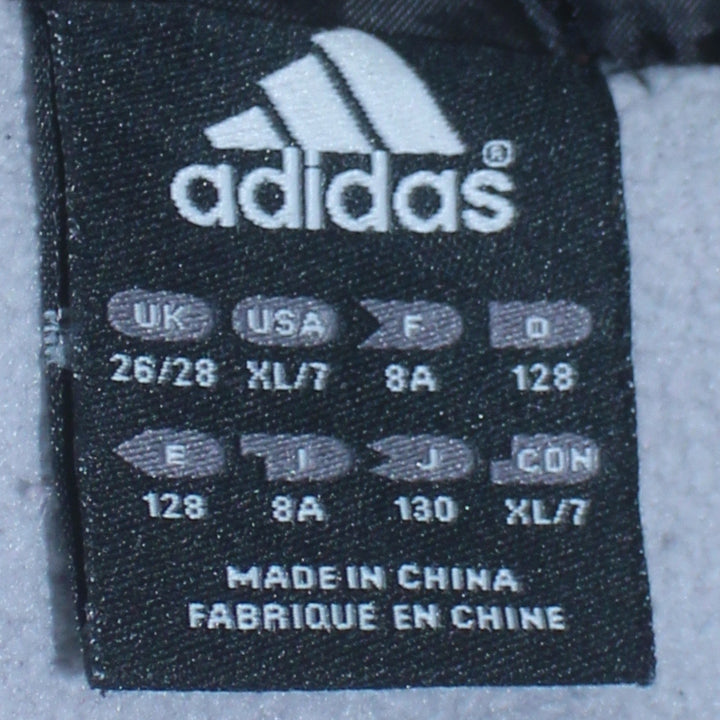 adidas®
UK USA F D
26/28 XL/7 8A 128
E I J CON
128 8A 130 XL/7
MADE IN CHINA
FABRIQUE EN CHINE